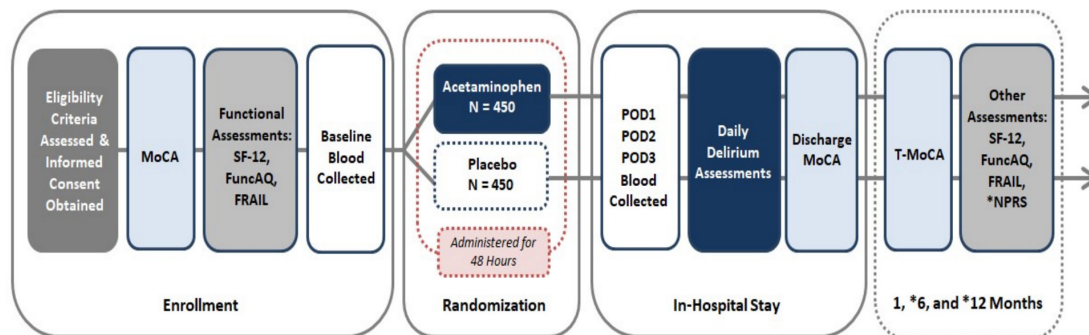 Eligibility
Criteria
Assessed &
Informed
Consent
Obtained
MoCA
Functional
Assessments:
SF-12,
FuncAQ,
FRAIL
Baseline
Blood
Collected
Enrollment
Acetaminophen
N = 450
Placebo
N = 450
Administered for
48 Hours
Randomization
POD1
POD2
POD3
Blood
Collected
Daily
Delirium
Assessments
Discharge
MoCA
In-Hospital Stay
T-MoCA
Other
Assessments:
SF-12,
FuncAQ,
FRAIL,
*NPRS
1, *6, and *12 Months